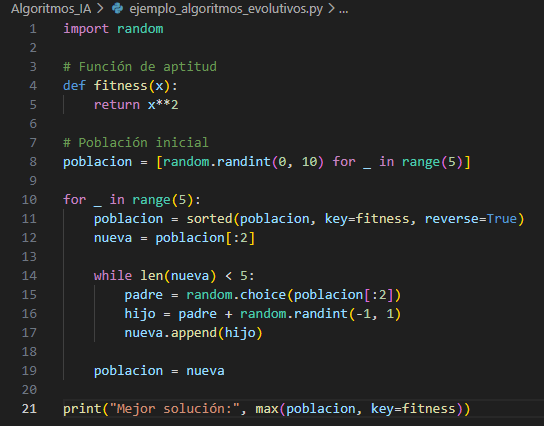 Algoritmos_IA > ejemplo_algoritmos_evolutivos.py > ...
1 import random
2
3 # Función de aptitud
4 def fitness(x):
5     return x**2
6
7 # Población inicial
8 poblacion = [random.randint(0, 10) for _ in range(5)]
9
10 for _ in range(5):
11     poblacion = sorted(poblacion, key=fitness, reverse=True)
12     nueva = poblacion[:2]
13
14     while len(nueva) < 5:
15         padre = random.choice(poblacion[:2])
16         hijo = padre + random.randint(-1, 1)
17         nueva.append(hijo)
18
19     poblacion = nueva
20
21 print("Mejor solución:", max(poblacion, key=fitness))